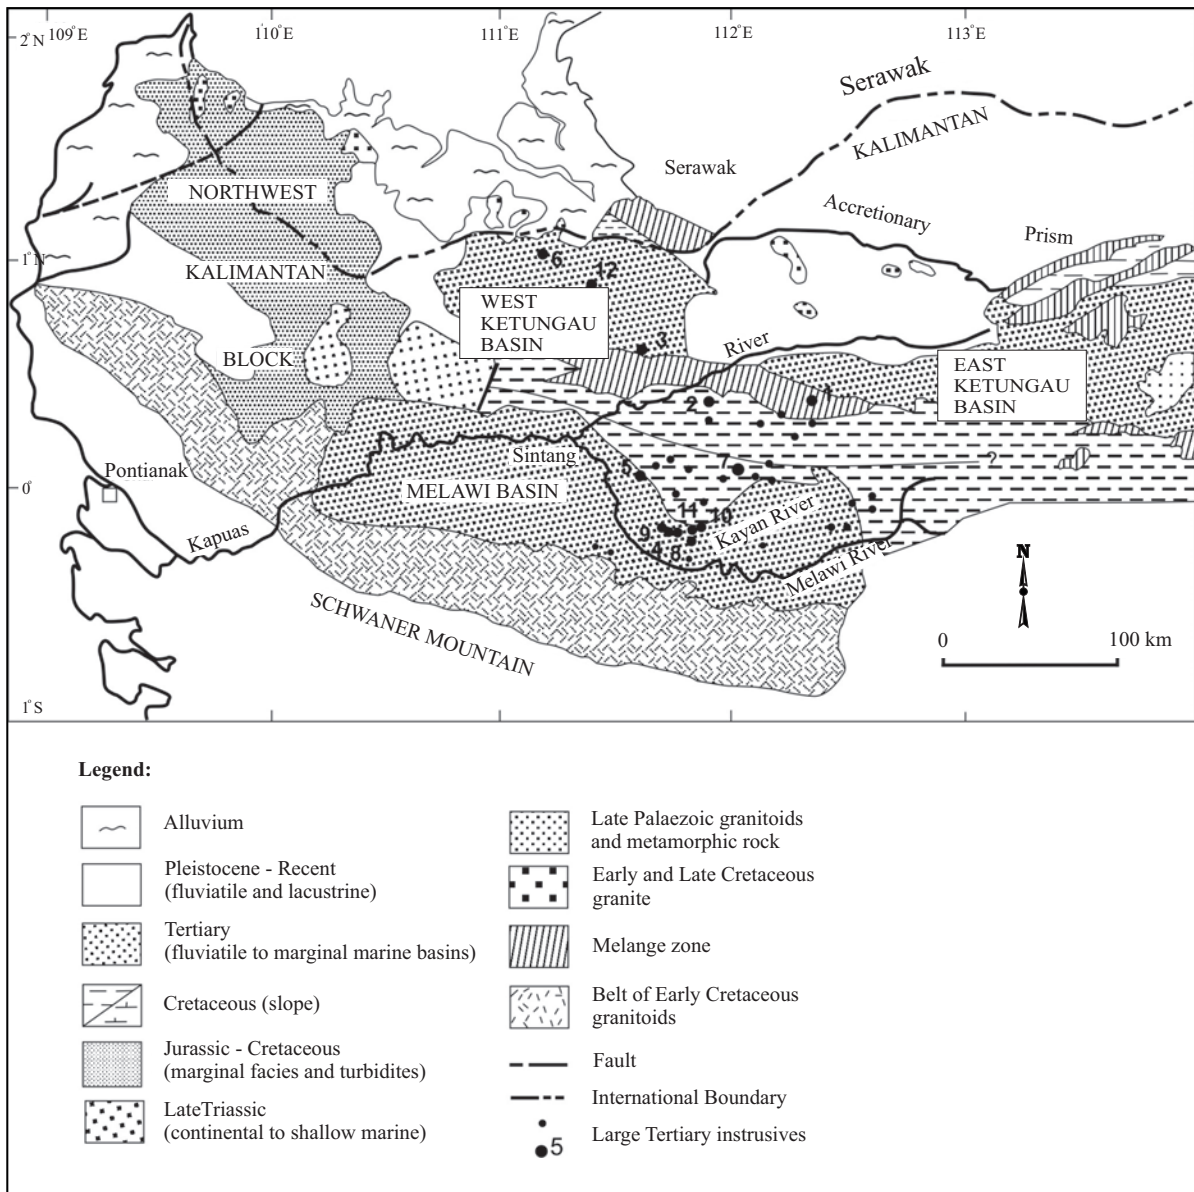 109°E
110°E
111°E
112°E
113°E
2°N
Serawak
KALIMANTAN
Serawak
NORTHWEST
Accretionary
Prism
1°N
KALIMANTAN
6
12
WEST
KETUNGAU
BASIN
3
River
BLOCK
EAST
KETUNGAU
BASIN
1
2
Sintang
?
Pontianak
5
7
0°
MELAWI BASIN
11
10
Kayan River
9
4
8
Kapuas
Melawi River
N
SCHWANER MOUNTAIN
0
100 km
1°S
Legend:
Alluvium
Pleistocene - Recent
(fluviatile and lacustrine)
Tertiary
(fluviatile to marginal marine basins)
Cretaceous (slope)
Jurassic - Cretaceous
(marginal facies and turbidites)
LateTriassic
(continental to shallow marine)
Late Palaezoic granitoids
and metamorphic rock
Early and Late Cretaceous
granite
Melange zone
Belt of Early Cretaceous
granitoids
Fault
International Boundary
Large Tertiary instrusives
5